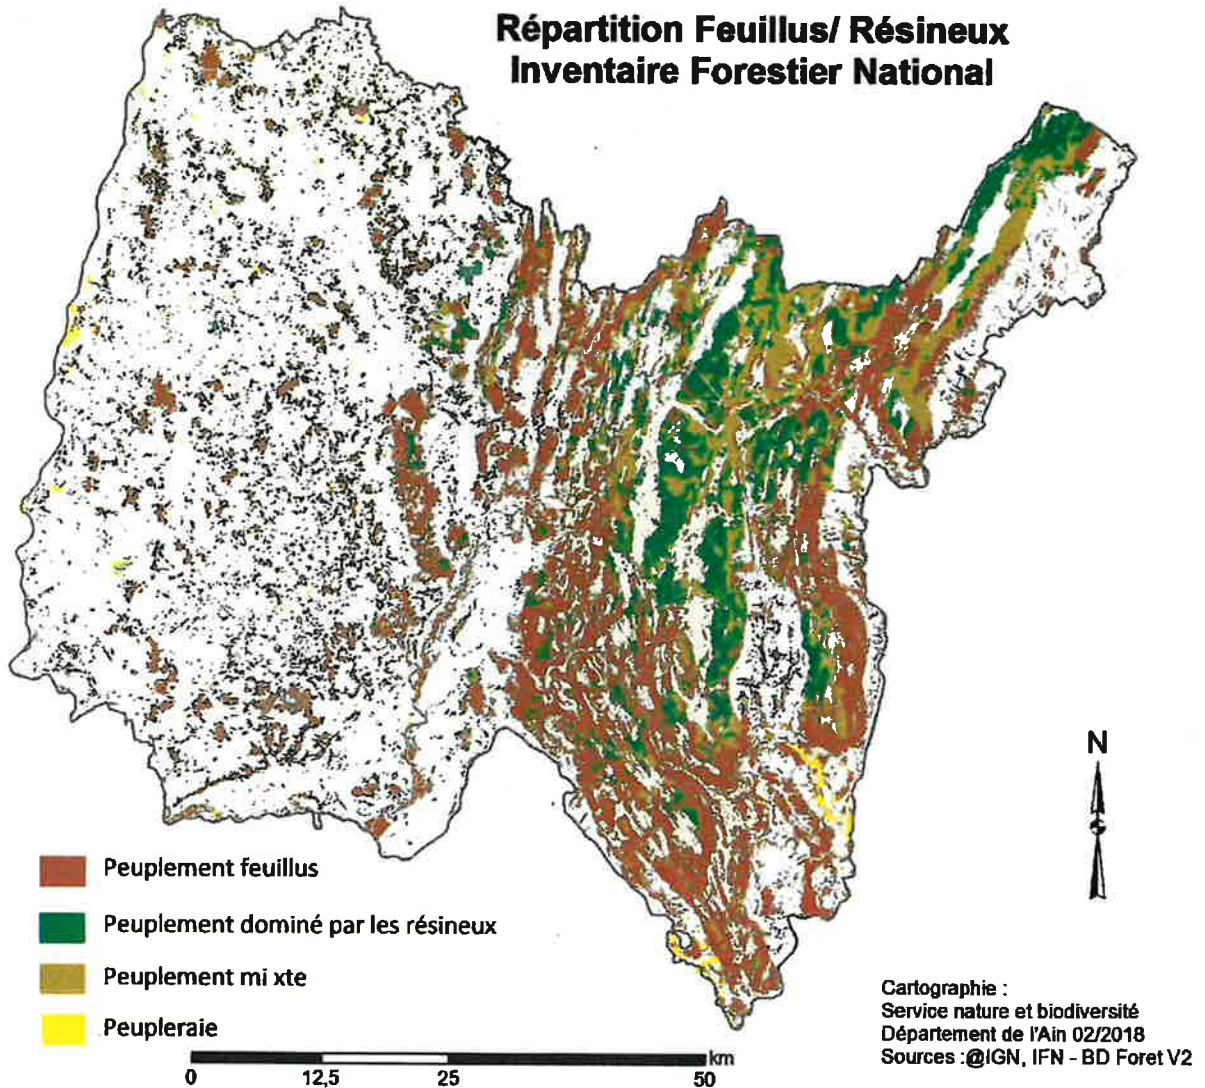 Répartition Feuillus/ Résineux
Inventaire Forestier National
N
Peuplement feuillus
Peuplement dominé par les résineux
Peuplement mi xte
Peupleraie
km
0 12,5 25 50
Cartographie :
Service nature et biodiversité
Département de l'Ain 02/2018
Sources :@IGN, IFN - BD Foret V2